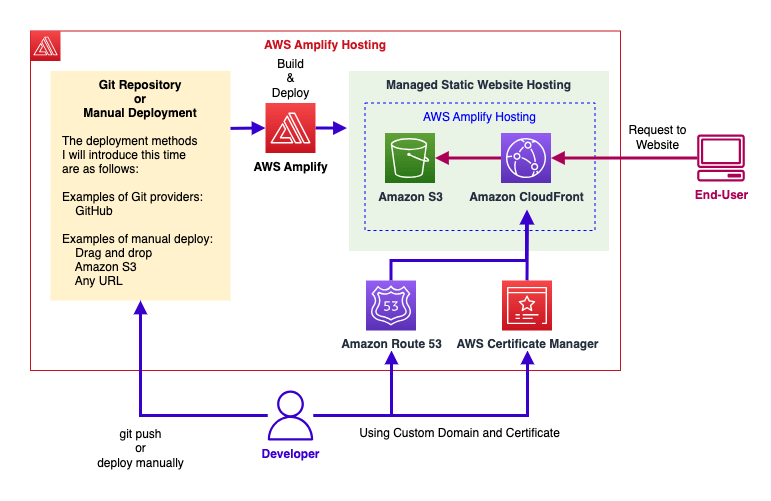 AWS Amplify Hosting
Git Repository
or
Manual Deployment
The deployment methods
I will introduce this time
are as follows:
Examples of Git providers:
GitHub
Examples of manual deploy:
Drag and drop
Amazon S3
Any URL
Build
&
Deploy
AWS Amplify
Managed Static Website Hosting
AWS Amplify Hosting
Amazon S3
Amazon CloudFront
Request to
Website
End-User
53
Amazon Route 53
AWS Certificate Manager
git push
or
deploy manually
Developer
Using Custom Domain and Certificate